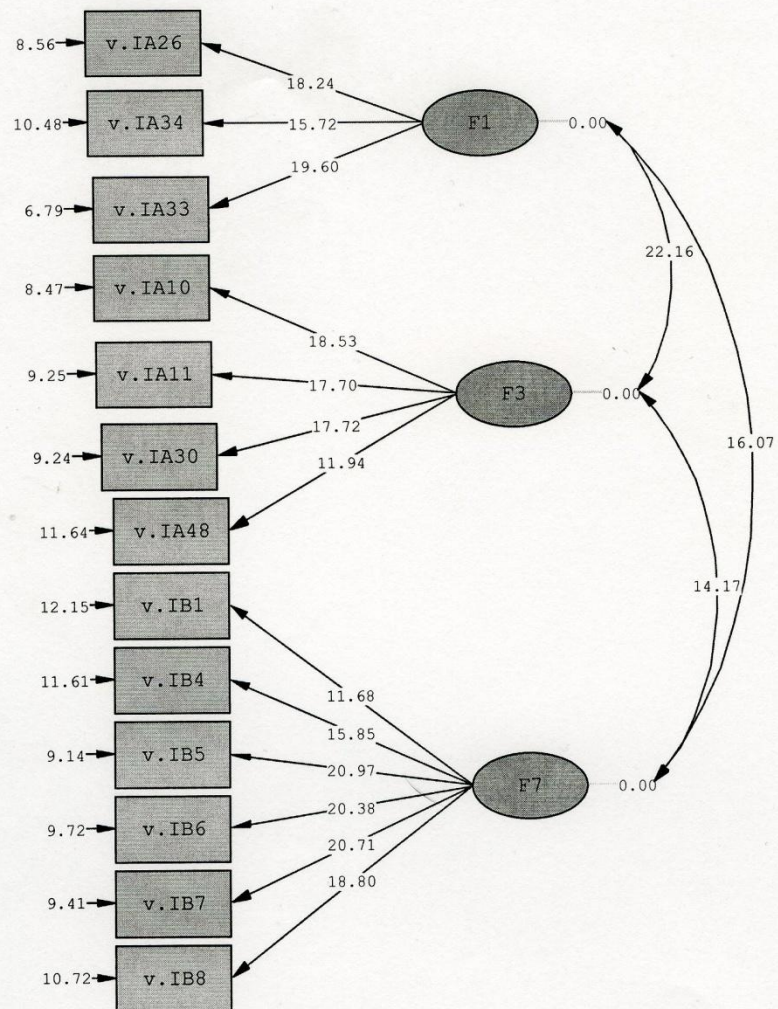 8.56 v.IA26
18.24
10.48 v.IA34 15.72 F1 0.00
19.60
6.79 v.IA33
22.16
8.47 v.IA10
18.53
9.25 v.IA11 17.70 F3 0.00
17.72
9.24 v.IA30
16.07
11.94
11.64 v.IA48
14.17
12.15 v.IB1
11.68
11.61 v.IB4
15.85
9.14 v.IB5
20.97 F7 0.00
20.38
9.72 v.IB6
20.71
18.80
9.41 v.IB7
10.72 v.IB8